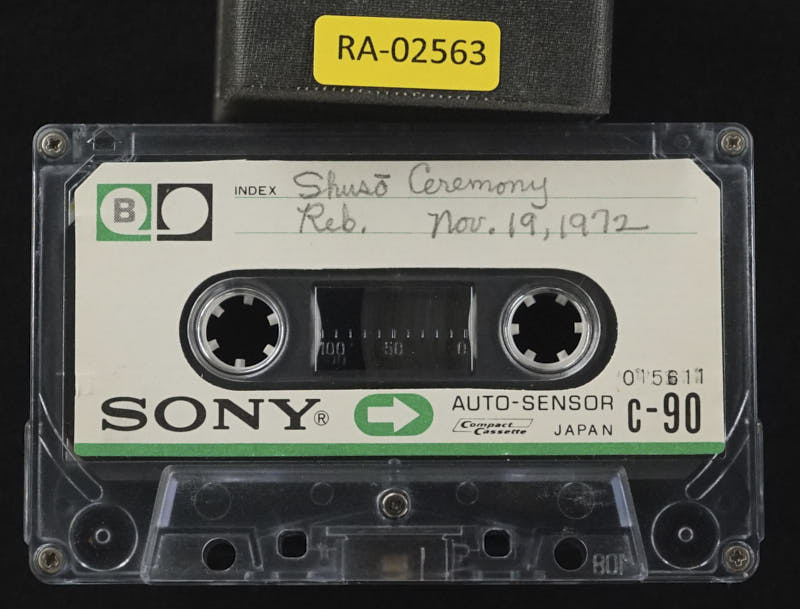 RA-02563
B
INDEX Shusō Ceremony
Reb. Nov. 19, 1972
100 50 0
SONY® AUTO-SENSOR
Compact Cassette JAPAN C-90
801